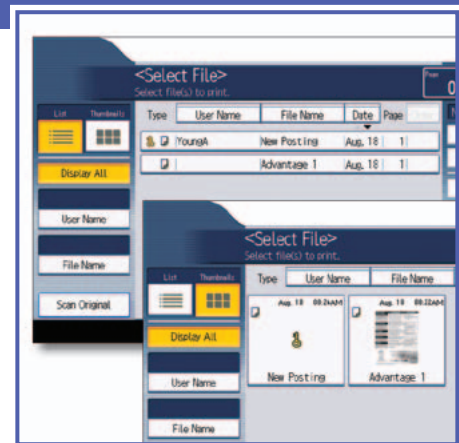 <Select File>
Select file(s) to print.
List Thumbnails Type User Name File Name Date Page
YoungA New Posting Aug. 18 1
Advantage 1 Aug. 18 1
Display All
User Name
File Name
Scan Original
<Select File>
Select file(s) to print.
List Thumbnails Type User Name File Name
Display All
Aug. 18
Aug. 18
New Posting Advantage 1
User Name
File Name